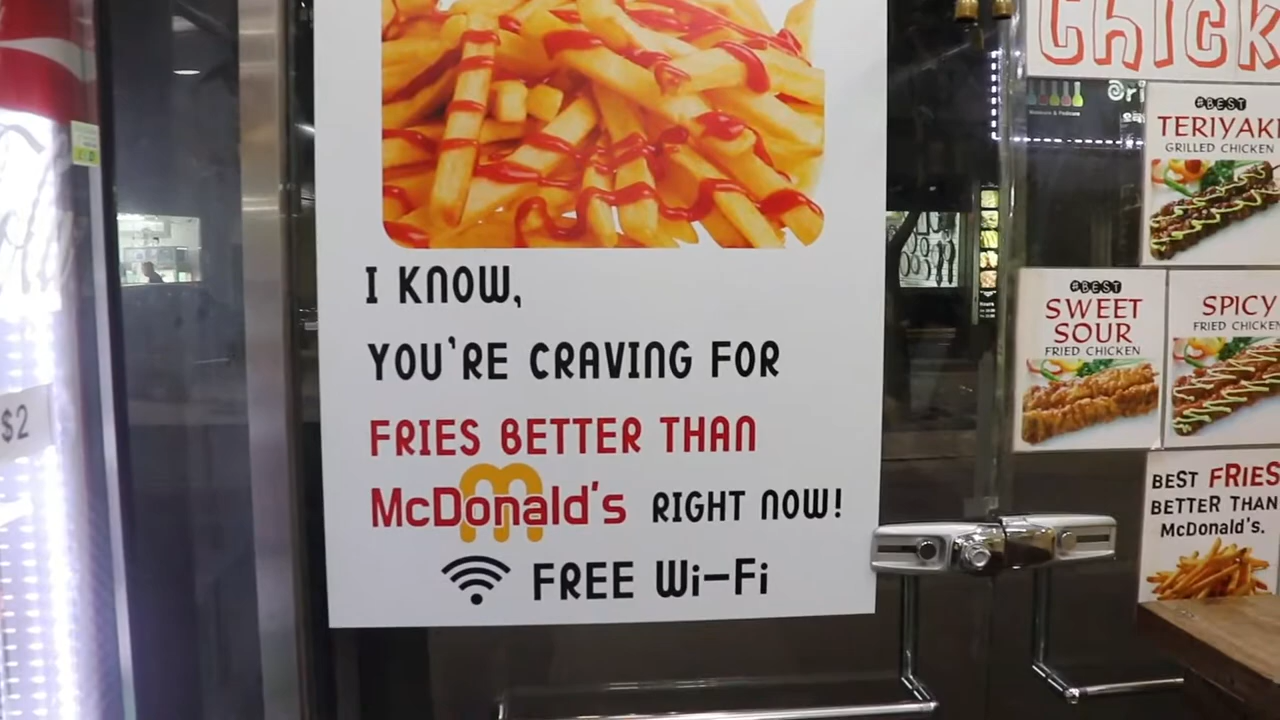 I KNOW,
YOU'RE CRAVING FOR
FRIES BETTER THAN
McDonald's RIGHT NOW!
FREE Wi-Fi
$2
Chick
#BEST
TERIYAKI
GRILLED CHICKEN
#BEST
SWEET
SOUR
FRIED CHICKEN
SPICY
FRIED CHICKEN
BEST FRIES
BETTER THAN
McDonald's.